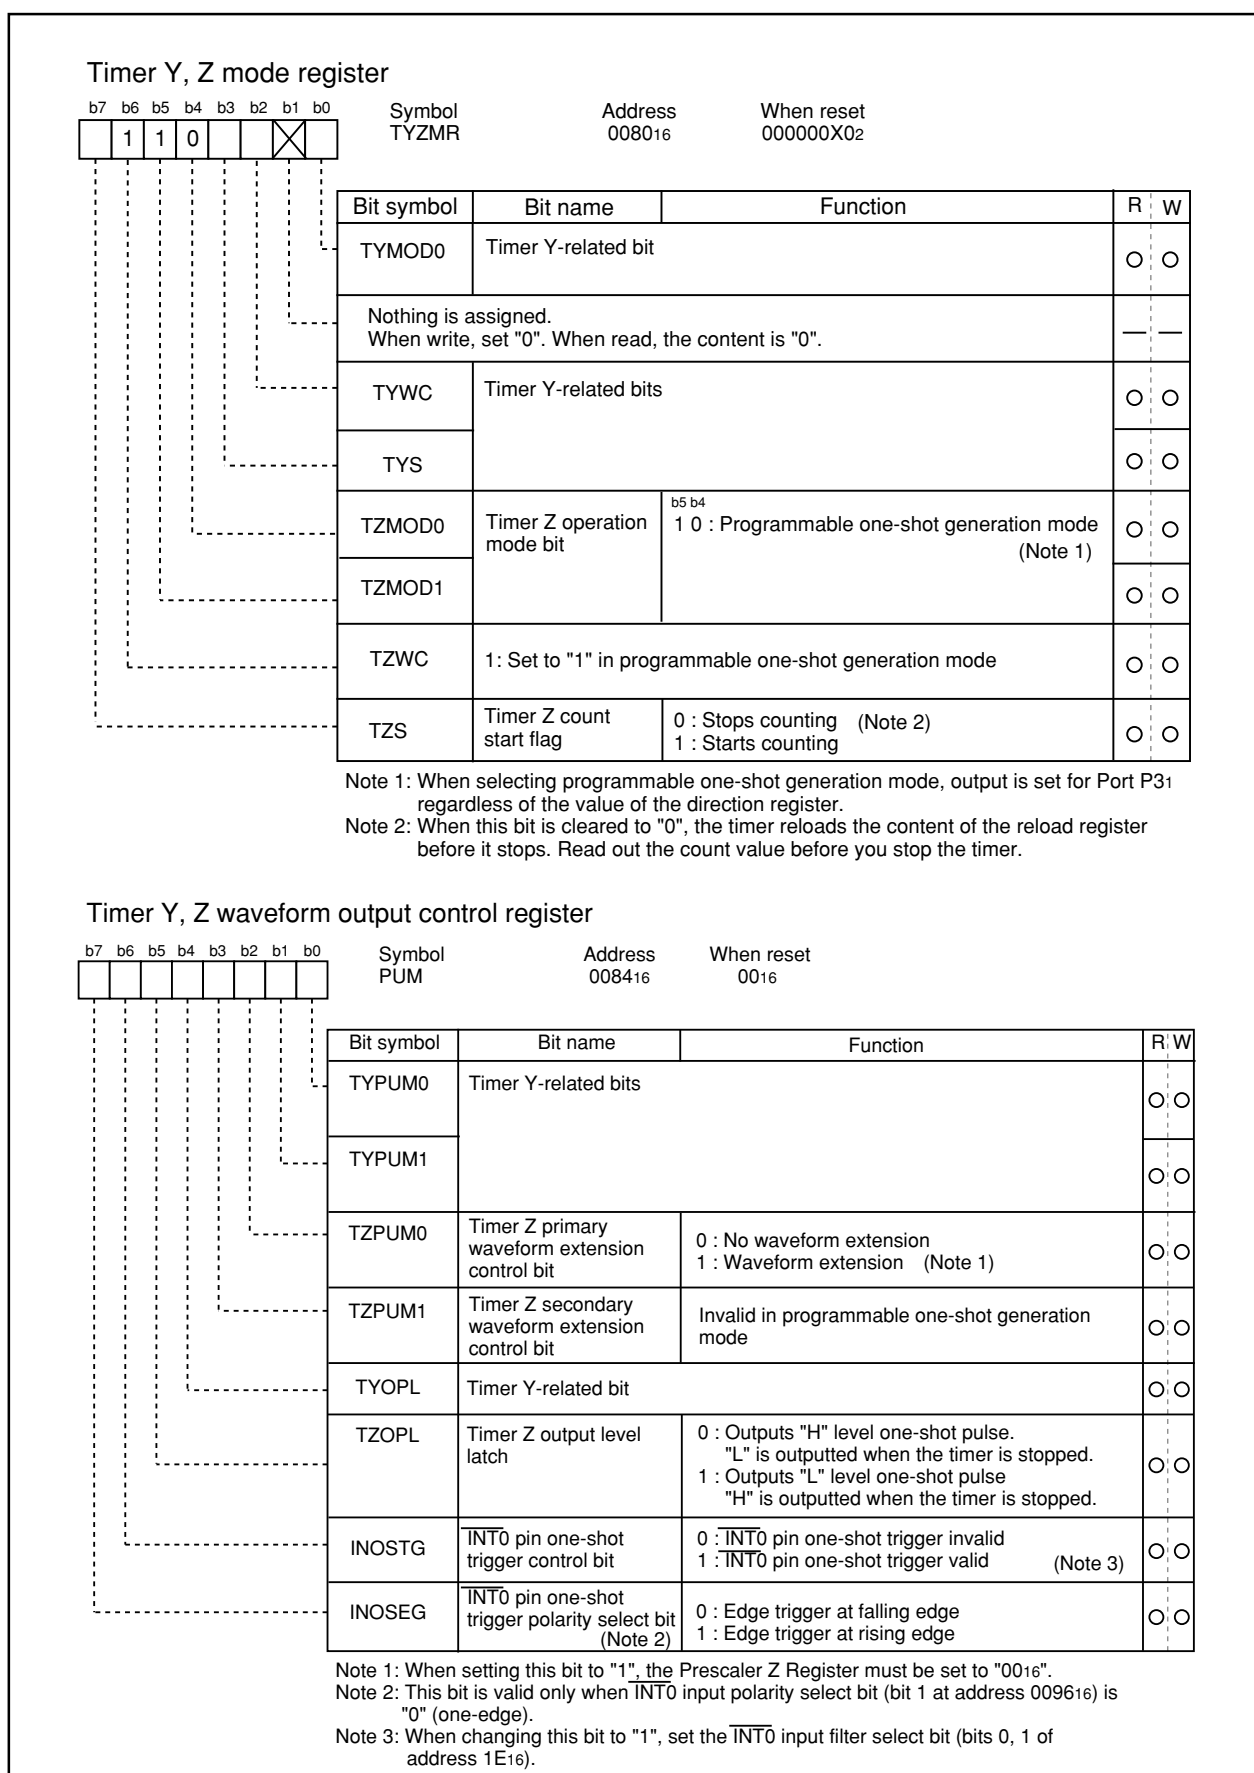 Timer Y, Z mode register
b7 b6 b5 b4 b3 b2 b1 b0
1 1 0
Symbol Address When reset
TYZMR 008016 000000X02
Bit symbol Bit name Function R W
TYMOD0 Timer Y-related bit
Nothing is assigned.
When write, set "0". When read, the content is "0".
TYWC Timer Y-related bits
TYS
TZMOD0 Timer Z operation mode bit b5 b4
1 0 : Programmable one-shot generation mode
(Note 1)
TZMOD1
TZWC 1: Set to "1" in programmable one-shot generation mode
TZS Timer Z count start flag 0 : Stops counting (Note 2)
1 : Starts counting
Note 1: When selecting programmable one-shot generation mode, output is set for Port P31
regardless of the value of the direction register.
Note 2: When this bit is cleared to "0", the timer reloads the content of the reload register
before it stops. Read out the count value before you stop the timer.
Timer Y, Z waveform output control register
b7 b6 b5 b4 b3 b2 b1 b0
Symbol Address When reset
PUM 008416 0016
Bit symbol Bit name Function R W
TYPUM0 Timer Y-related bits
TYPUM1
TZPUM0 Timer Z primary waveform extension control bit 0 : No waveform extension
1 : Waveform extension (Note 1)
TZPUM1 Timer Z secondary waveform extension control bit Invalid in programmable one-shot generation
mode
TYOPL Timer Y-related bit
TZOPL Timer Z output level latch 0 : Outputs "H" level one-shot pulse.
"L" is outputted when the timer is stopped.
1 : Outputs "L" level one-shot pulse
"H" is outputted when the timer is stopped.
INOSTG INT0 pin one-shot trigger control bit 0 : INT0 pin one-shot trigger invalid
1 : INT0 pin one-shot trigger valid (Note 3)
INOSEG INT0 pin one-shot trigger polarity select bit (Note 2) 0 : Edge trigger at falling edge
1 : Edge trigger at rising edge
Note 1: When setting this bit to "1", the Prescaler Z Register must be set to "0016".
Note 2: This bit is valid only when INT0 input polarity select bit (bit 1 at address 009616) is
"0" (one-edge).
Note 3: When changing this bit to "1", set the INT0 input filter select bit (bits 0, 1 of
address 1E16).